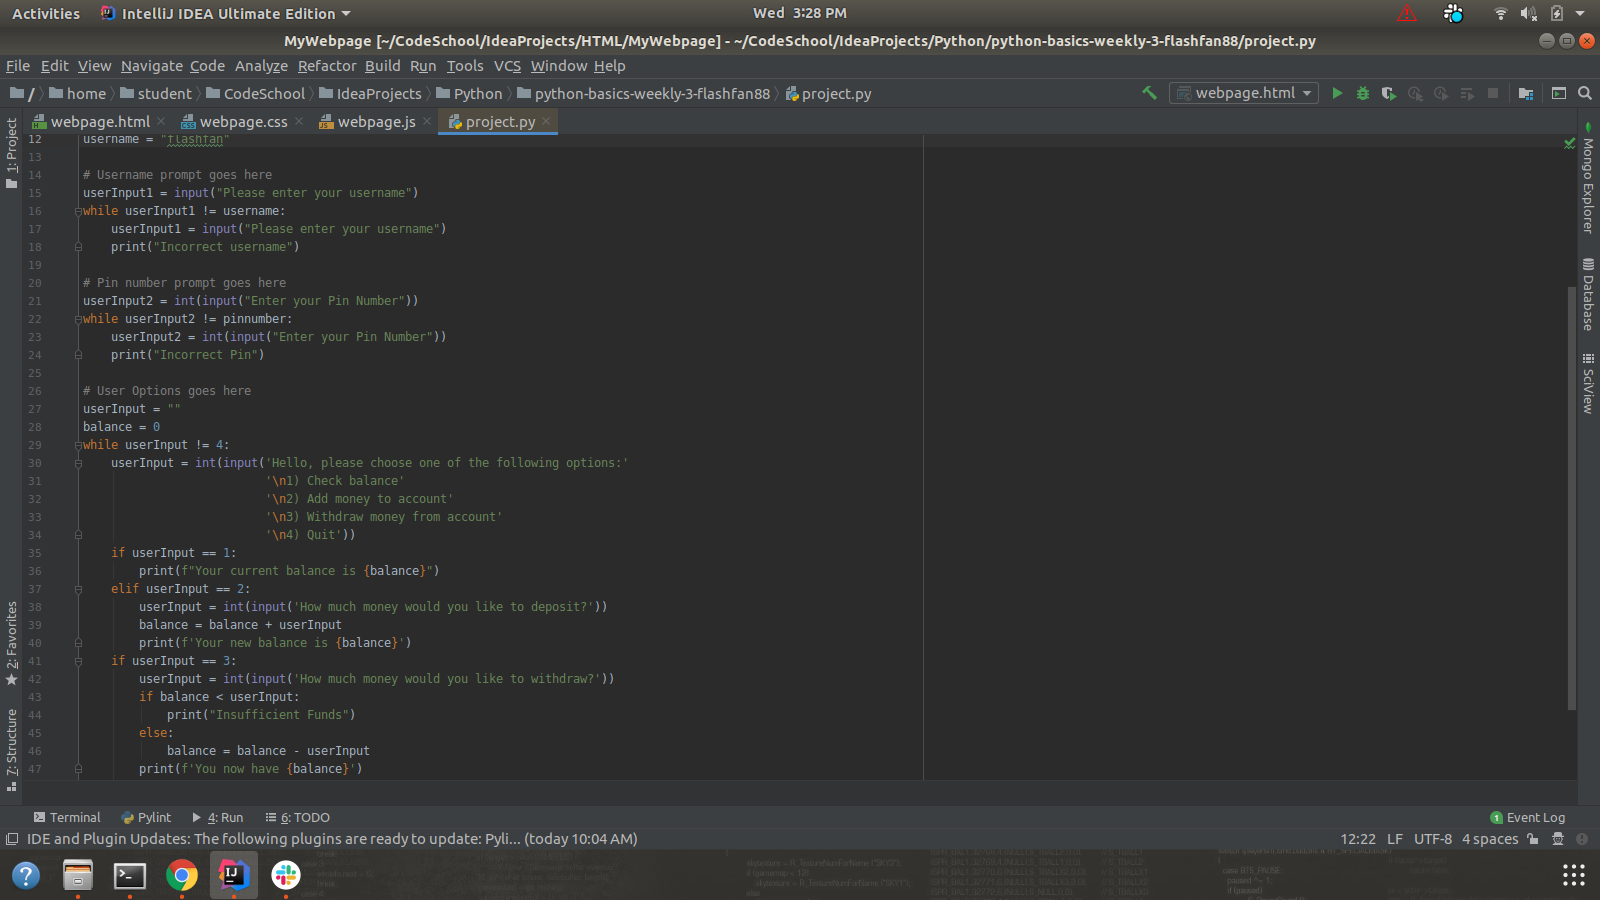 Activities IntelliJ IDEA Ultimate Edition Wed 3:28 PM
MyWebpage [~/CodeSchool/IdeaProjects/HTML/MyWebpage] - ~/CodeSchool/IdeaProjects/Python/python-basics-weekly-3-flashfan88/project.py
File Edit View Navigate Code Analyze Refactor Build Run Tools VCS Window Help
/ home student CodeSchool IdeaProjects Python python-basics-weekly-3-flashfan88 project.py webpage.html
webpage.html webpage.css webpage.js project.py
1: Project
2: Favorites
7: Structure
12 username = "flashfan"
13
14 # Username prompt goes here
15 userInput1 = input("Please enter your username")
16 while userInput1 != username:
17 userInput1 = input("Please enter your username")
18 print("Incorrect username")
19
20 # Pin number prompt goes here
21 userInput2 = int(input("Enter your Pin Number"))
22 while userInput2 != pinnumber:
23 userInput2 = int(input("Enter your Pin Number"))
24 print("Incorrect Pin")
25
26 # User Options goes here
27 userInput = ""
28 balance = 0
29 while userInput != 4:
30 userInput = int(input('Hello, please choose one of the following options:'
31 '\n1) Check balance'
32 '\n2) Add money to account'
33 '\n3) Withdraw money from account'
34 '\n4) Quit'))
35 if userInput == 1:
36 print(f"Your current balance is {balance}")
37 elif userInput == 2:
38 userInput = int(input('How much money would you like to deposit?'))
39 balance = balance + userInput
40 print(f'Your new balance is {balance}')
41 if userInput == 3:
42 userInput = int(input('How much money would you like to withdraw?'))
43 if balance < userInput:
44 print("Insufficient Funds")
45 else:
46 balance = balance - userInput
47 print(f'You now have {balance}')
Mongo Explorer
Database
SciView
Terminal Pylint 4: Run 6: TODO 1 Event Log
IDE and Plugin Updates: The following plugins are ready to update: Pyli... (today 10:04 AM) 12:22 LF UTF-8 4 spaces